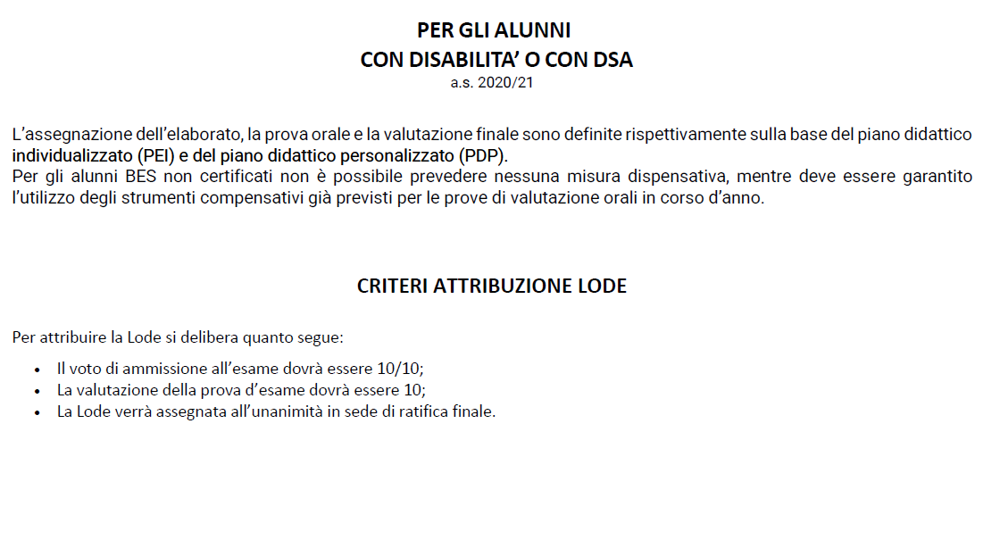 PER GLI ALUNNI
CON DISABILITA’ O CON DSA
a.s. 2020/21
L’assegnazione dell’elaborato, la prova orale e la valutazione finale sono definite rispettivamente sulla base del piano didattico
individualizzato (PEI) e del piano didattico personalizzato (PDP).
Per gli alunni BES non certificati non è possibile prevedere nessuna misura dispensativa, mentre deve essere garantito
l’utilizzo degli strumenti compensativi già previsti per le prove di valutazione orali in corso d’anno.
CRITERI ATTRIBUZIONE LODE
Per attribuire la Lode si delibera quanto segue:
• Il voto di ammissione all’esame dovrà essere 10/10;
• La valutazione della prova d’esame dovrà essere 10;
• La Lode verrà assegnata all’unanimità in sede di ratifica finale.